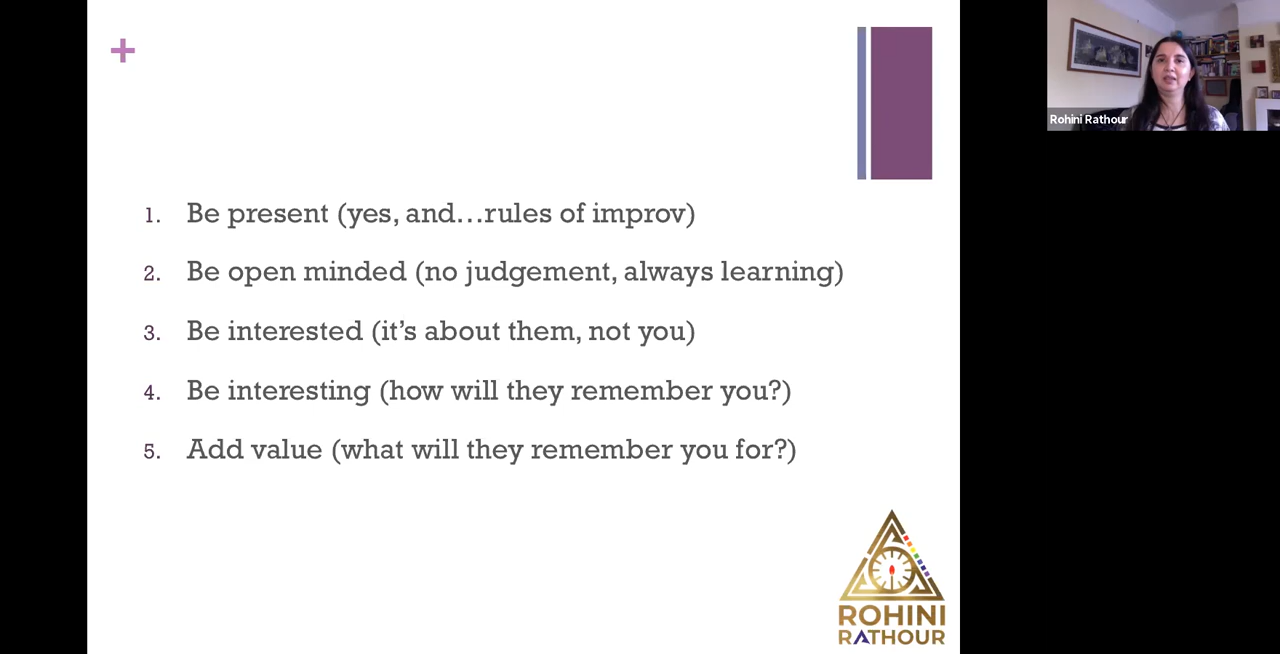 +
1. Be present (yes, and…rules of improv)
2. Be open minded (no judgement, always learning)
3. Be interested (it’s about them, not you)
4. Be interesting (how will they remember you?)
5. Add value (what will they remember you for?)
ROHINI
RATHOUR
Rohini Rathour